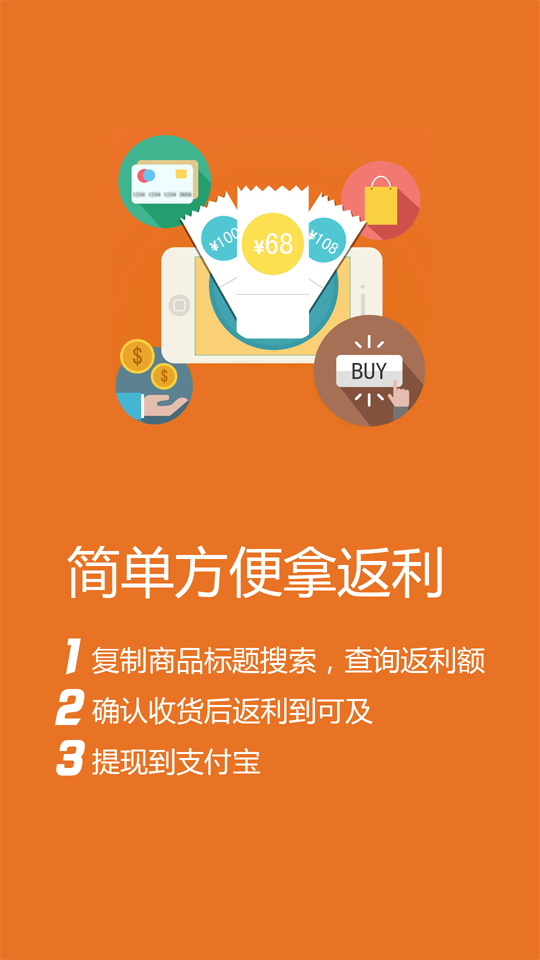 1234 1234 1234
¥100
¥68
¥108
$
$
BUY
简单方便拿返利
1 复制商品标题搜索，查询返利额
2 确认收货后返利到可及
3 提现到支付宝